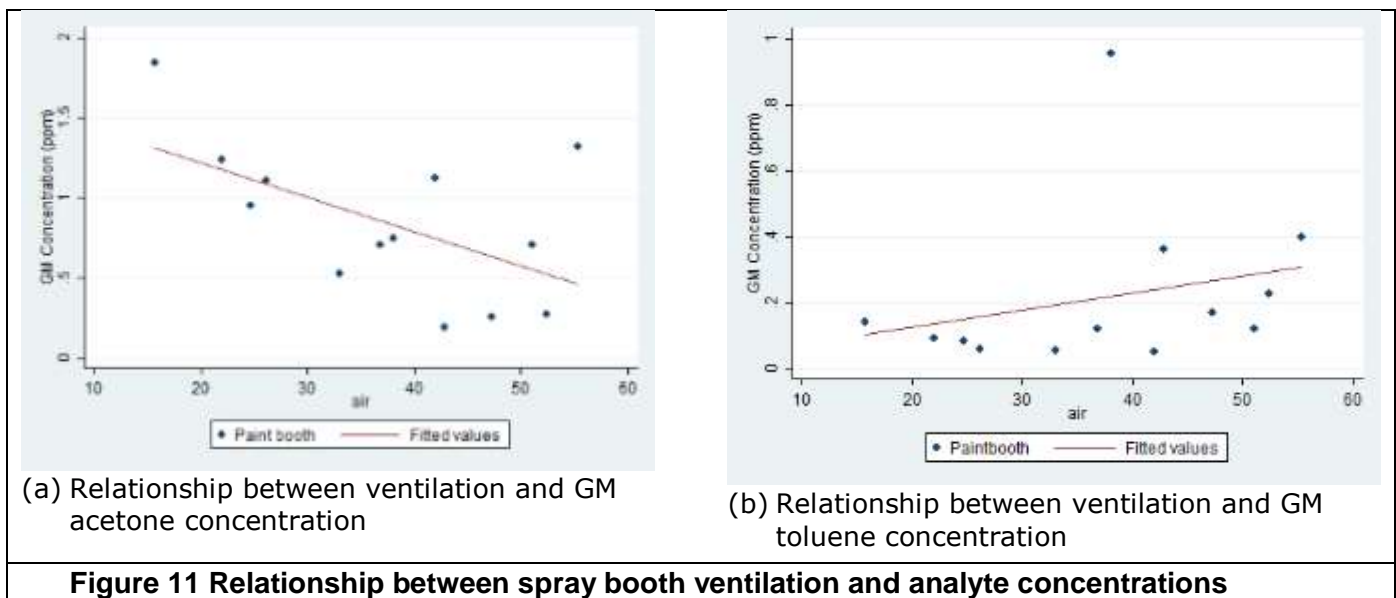 2
1.5
1
.5
0
GM Concentration (ppm)
10 20 30 40 50 60
air
Paint booth Fitted values
(a) Relationship between ventilation and GM
acetone concentration
1
.8
.6
.4
.2
0
GM Concentration (ppm)
10 20 30 40 50 60
air
Paintbooth Fitted values
(b) Relationship between ventilation and GM
toluene concentration
Figure 11 Relationship between spray booth ventilation and analyte concentrations